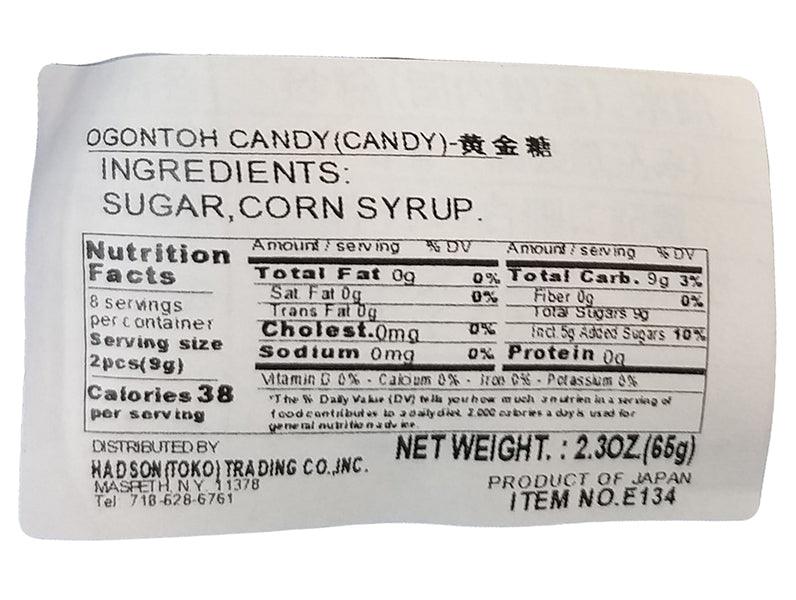 OGONTOH CANDY(CANDY)-黄金糖
INGREDIENTS:
SUGAR,CORN SYRUP.
Nutrition
Facts
8 servings
per container
Serving size
2pcs(9g)
Calories 38
per serving
Amount / serving % DV
Total Fat 0g 0%
Sat Fat 0g 0%
Trans Fat 0g
Cholest.0mg 0%
Sodium 0mg 0%
Amount / serving % DV
Total Carb. 9g 3%
Fiber 0g 0%
Total Sugars 9g
Incl 5g Added Sugars 10%
Protein 0g
Vitamin D 0% - Calcium 0% - Iron 0% - Potassium 0%
*The % Daily Value (DV) tells you how much a nutrien in a serving of
food contributes to a daily diet. 2,000 calories a day is used for
general nutrition advice.
DISTRIBUTED BY
HADSON(TOKO) TRADING CO.,INC.
MASPETH, N.Y. 11378
Tel 718-628-6761
NET WEIGHT. : 2.3OZ.(65g)
PRODUCT OF JAPAN
ITEM NO.E134